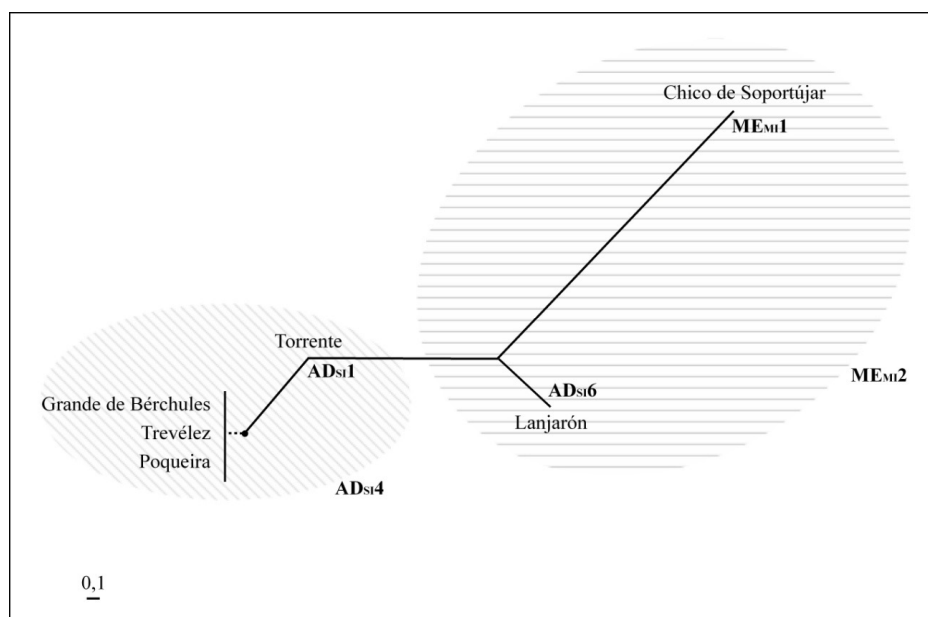 Chico de Soportújar
MEMI1
Torrente
ADSI1
MEMI2
ADSI6
Grande de Bérchules
Lanjarón
Trevélez
Poqueira
ADSI4
0,1